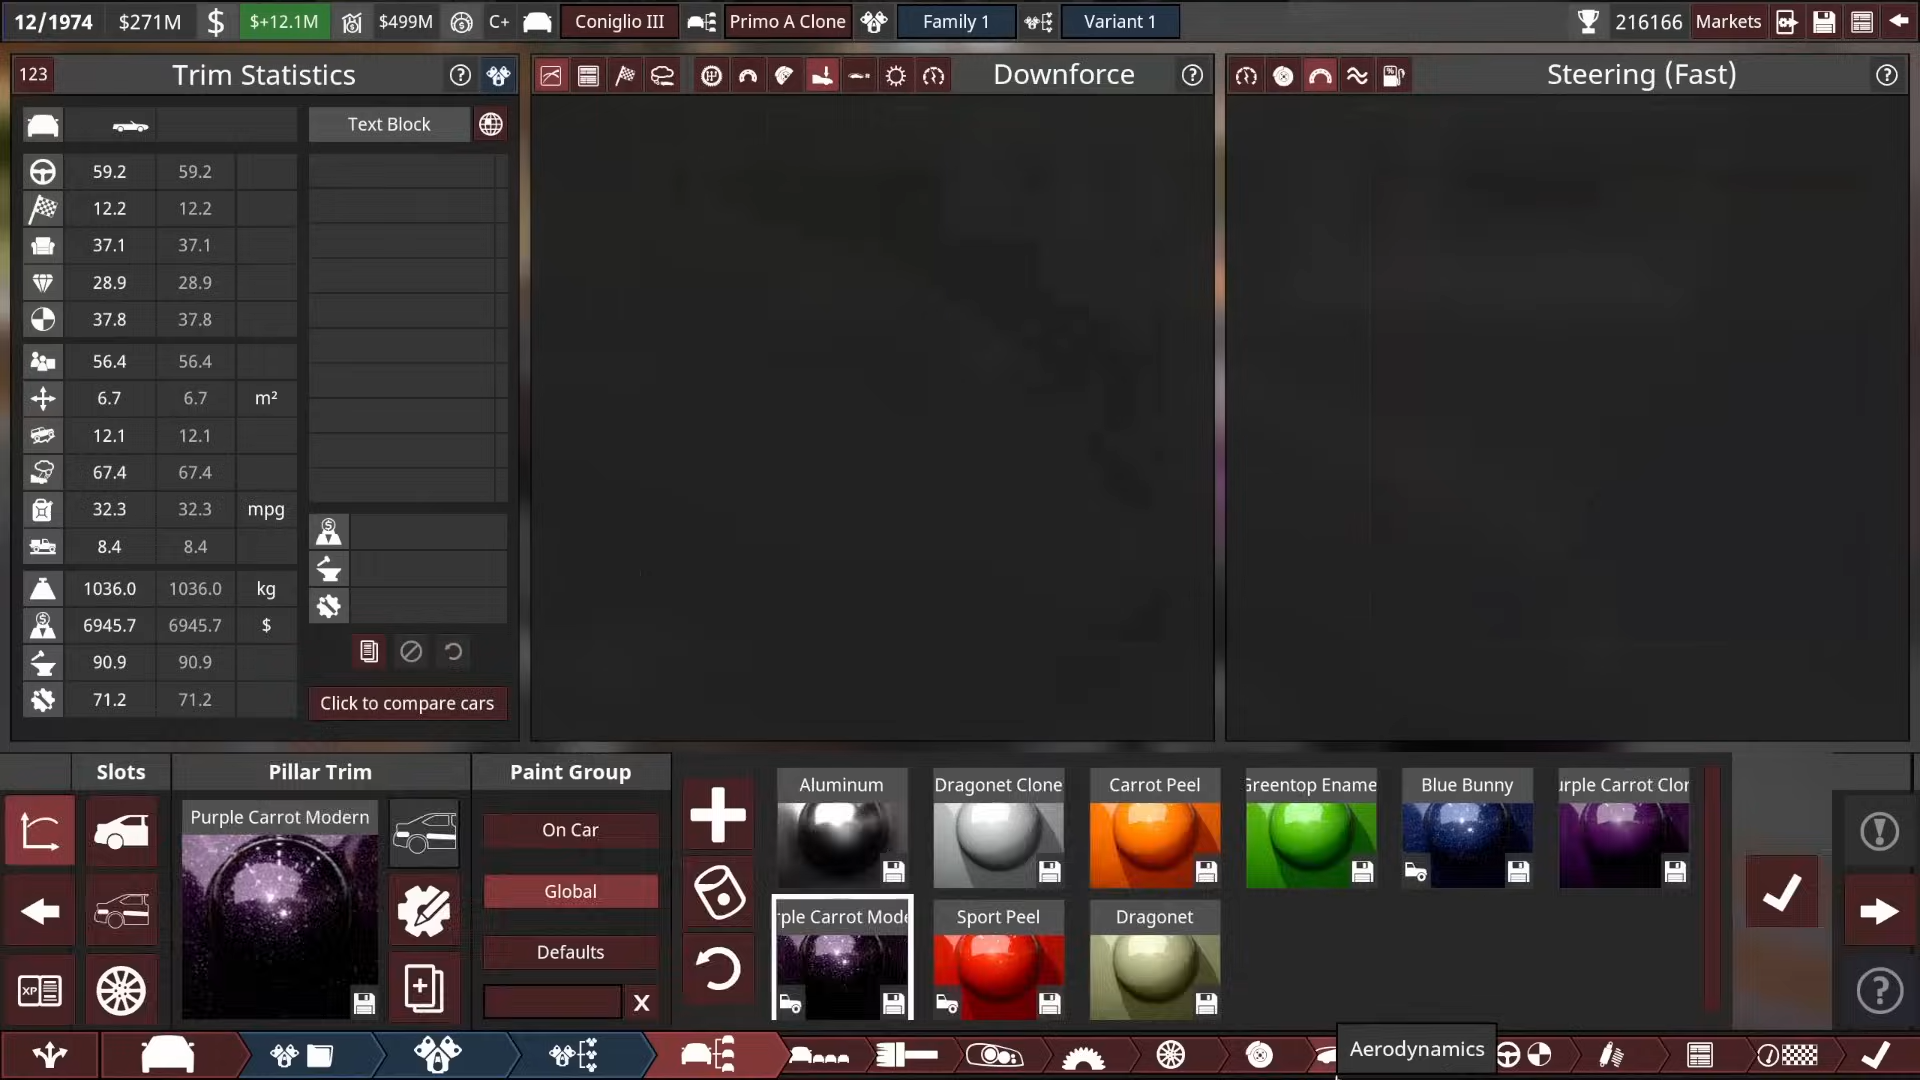 12/1974
$271M
$
$+12.1M
$499M
C+
Coniglio III
Primo A Clone
Family 1
Variant 1
216166
Markets
123
Trim Statistics
?
Downforce
?
Steering (Fast)
?
Text Block
59.2 59.2
12.2 12.2
37.1 37.1
28.9 28.9
37.8 37.8
56.4 56.4
6.7 6.7 m²
12.1 12.1
67.4 67.4
32.3 32.3 mpg
8.4 8.4
1036.0 1036.0 kg
6945.7 6945.7 $
90.9 90.9
71.2 71.2
Click to compare cars
Slots
Pillar Trim
Paint Group
Purple Carrot Modern
On Car
Global
Defaults
X
XP
Aluminum
Dragonet Clone
Carrot Peel
Greentop Ename
Blue Bunny
urple Carrot Clor
rple Carrot Mode
Sport Peel
Dragonet
?
Aerodynamics